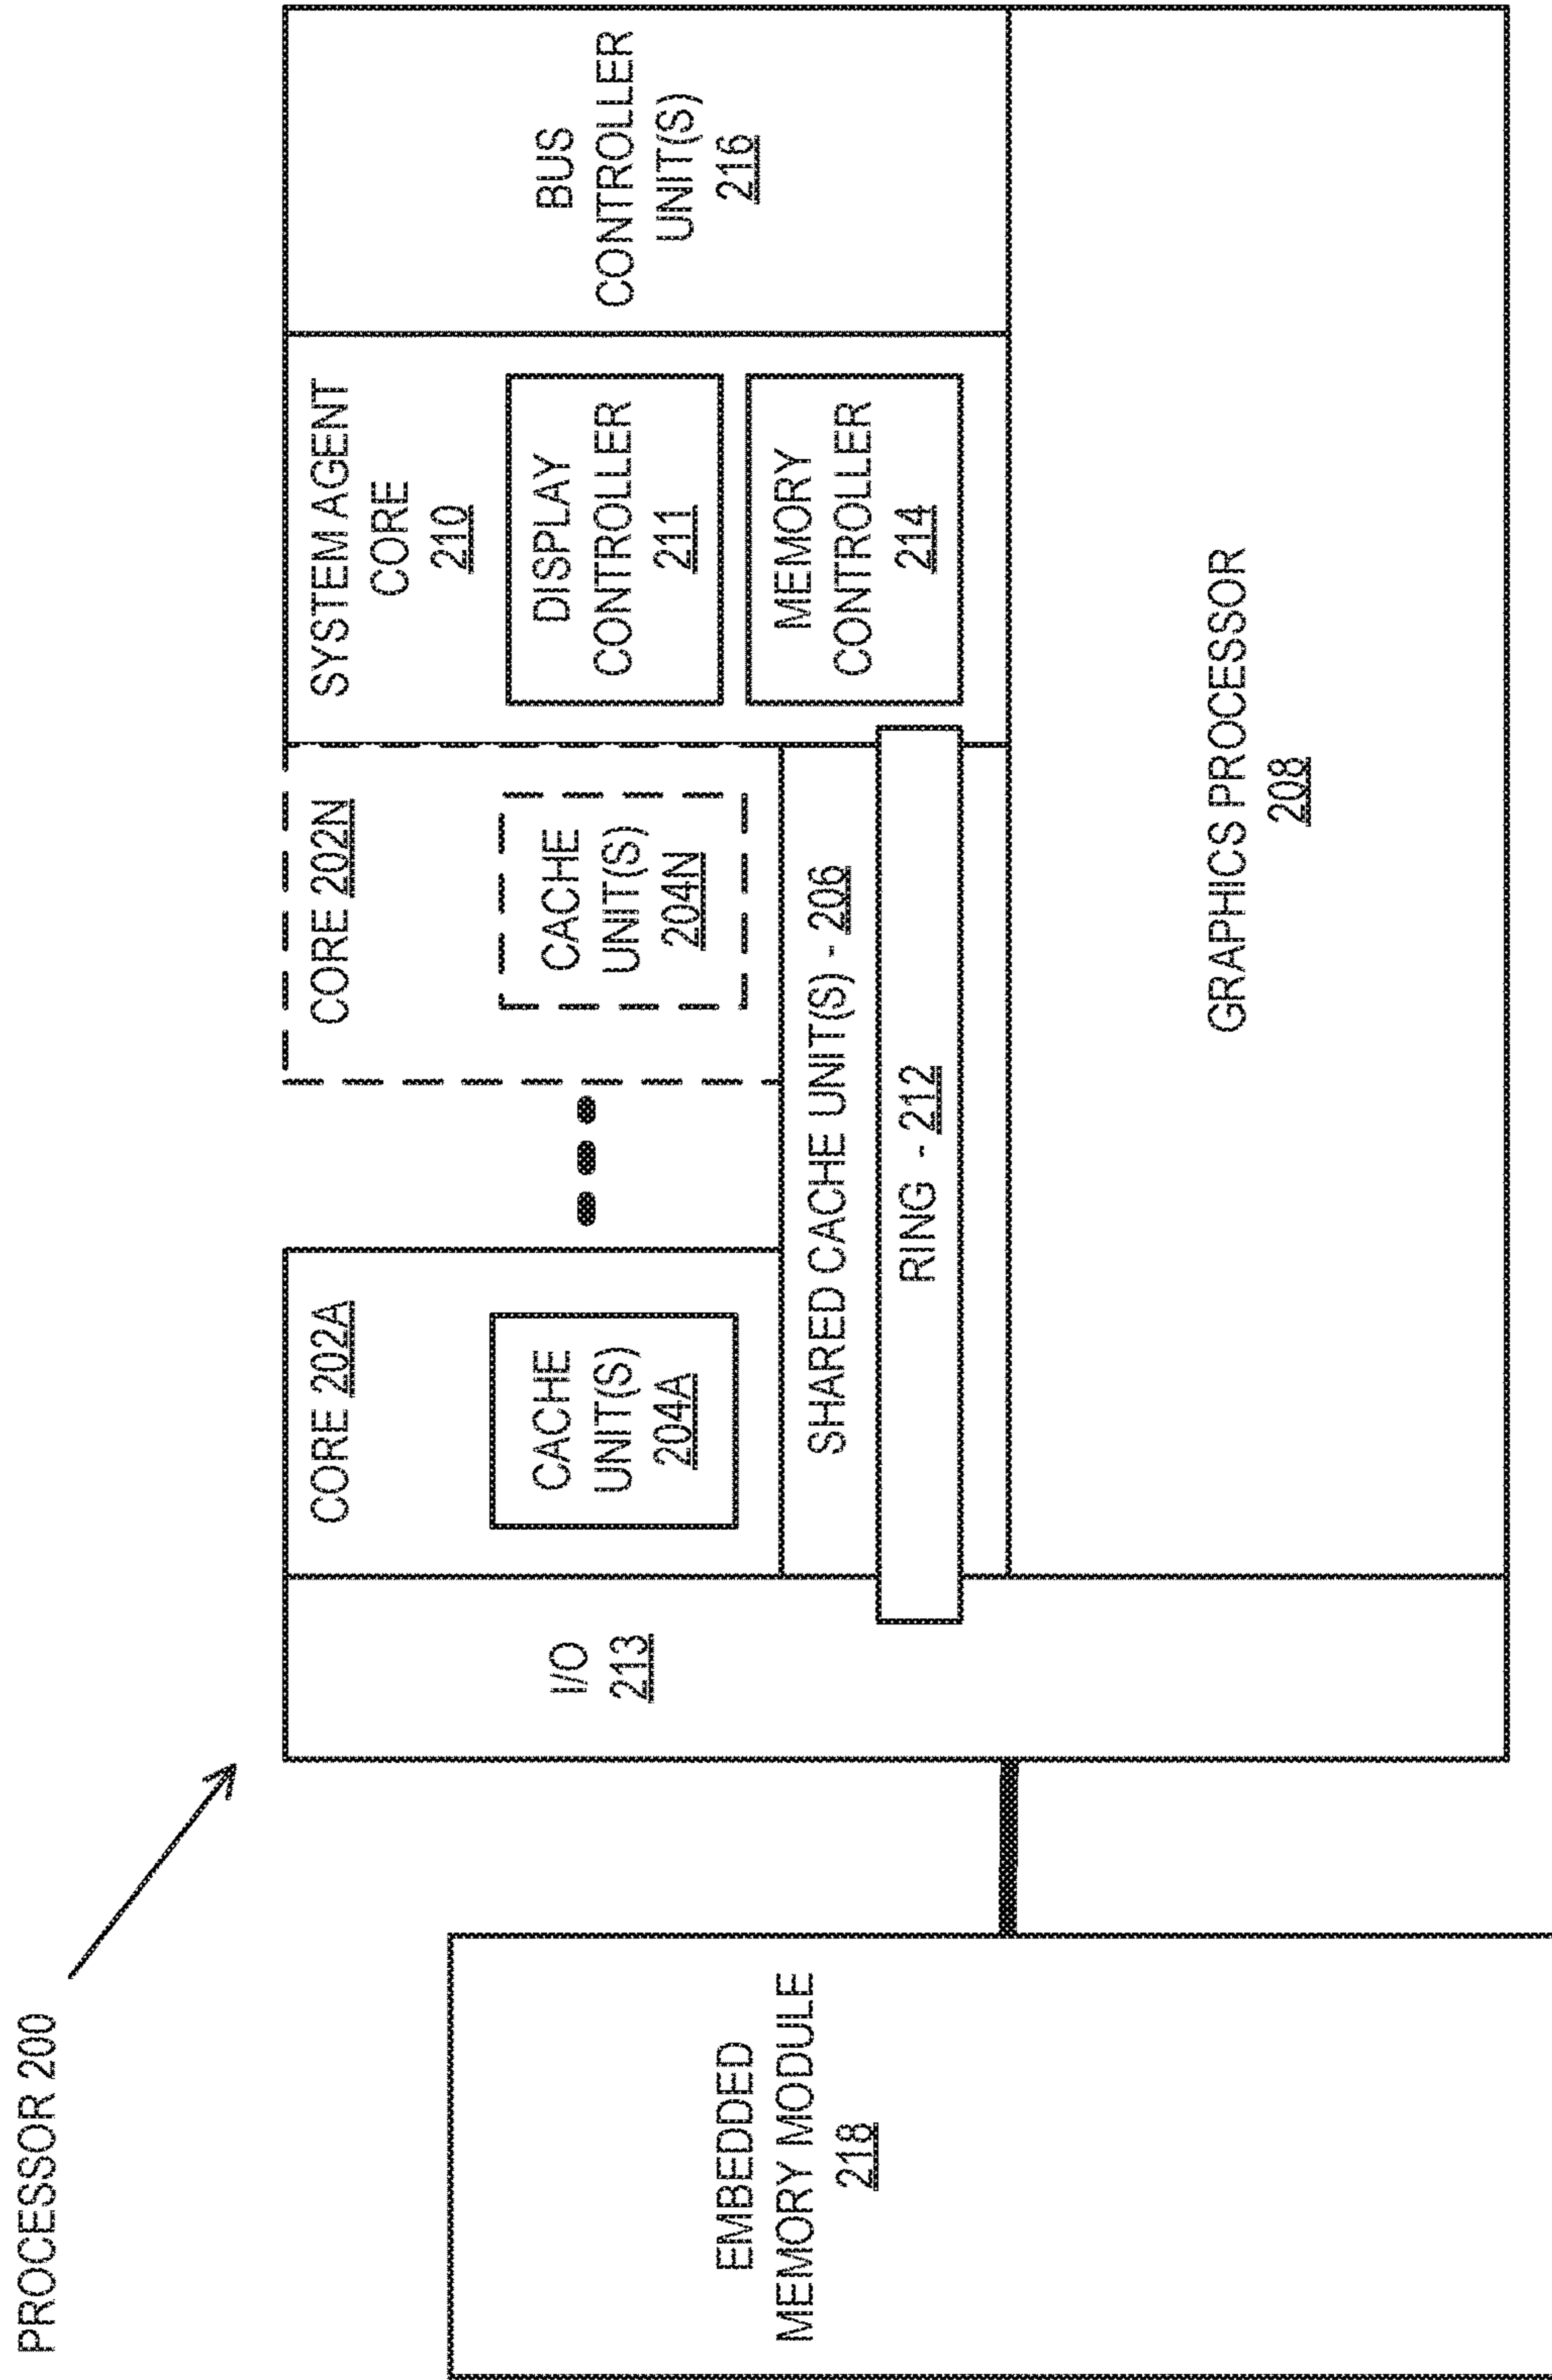 PROCESSOR 200
CORE 202A
CACHE
UNIT(S)
204A
CORE 202N
CACHE
UNIT(S)
204N
SYSTEM AGENT
CORE
210
DISPLAY
CONTROLLER
211
MEMORY
CONTROLLER
214
BUS
CONTROLLER
UNIT(S)
216
I/O
213
SHARED CACHE UNIT(S) - 206
RING - 212
EMBEDDED
MEMORY MODULE
218
GRAPHICS PROCESSOR
208